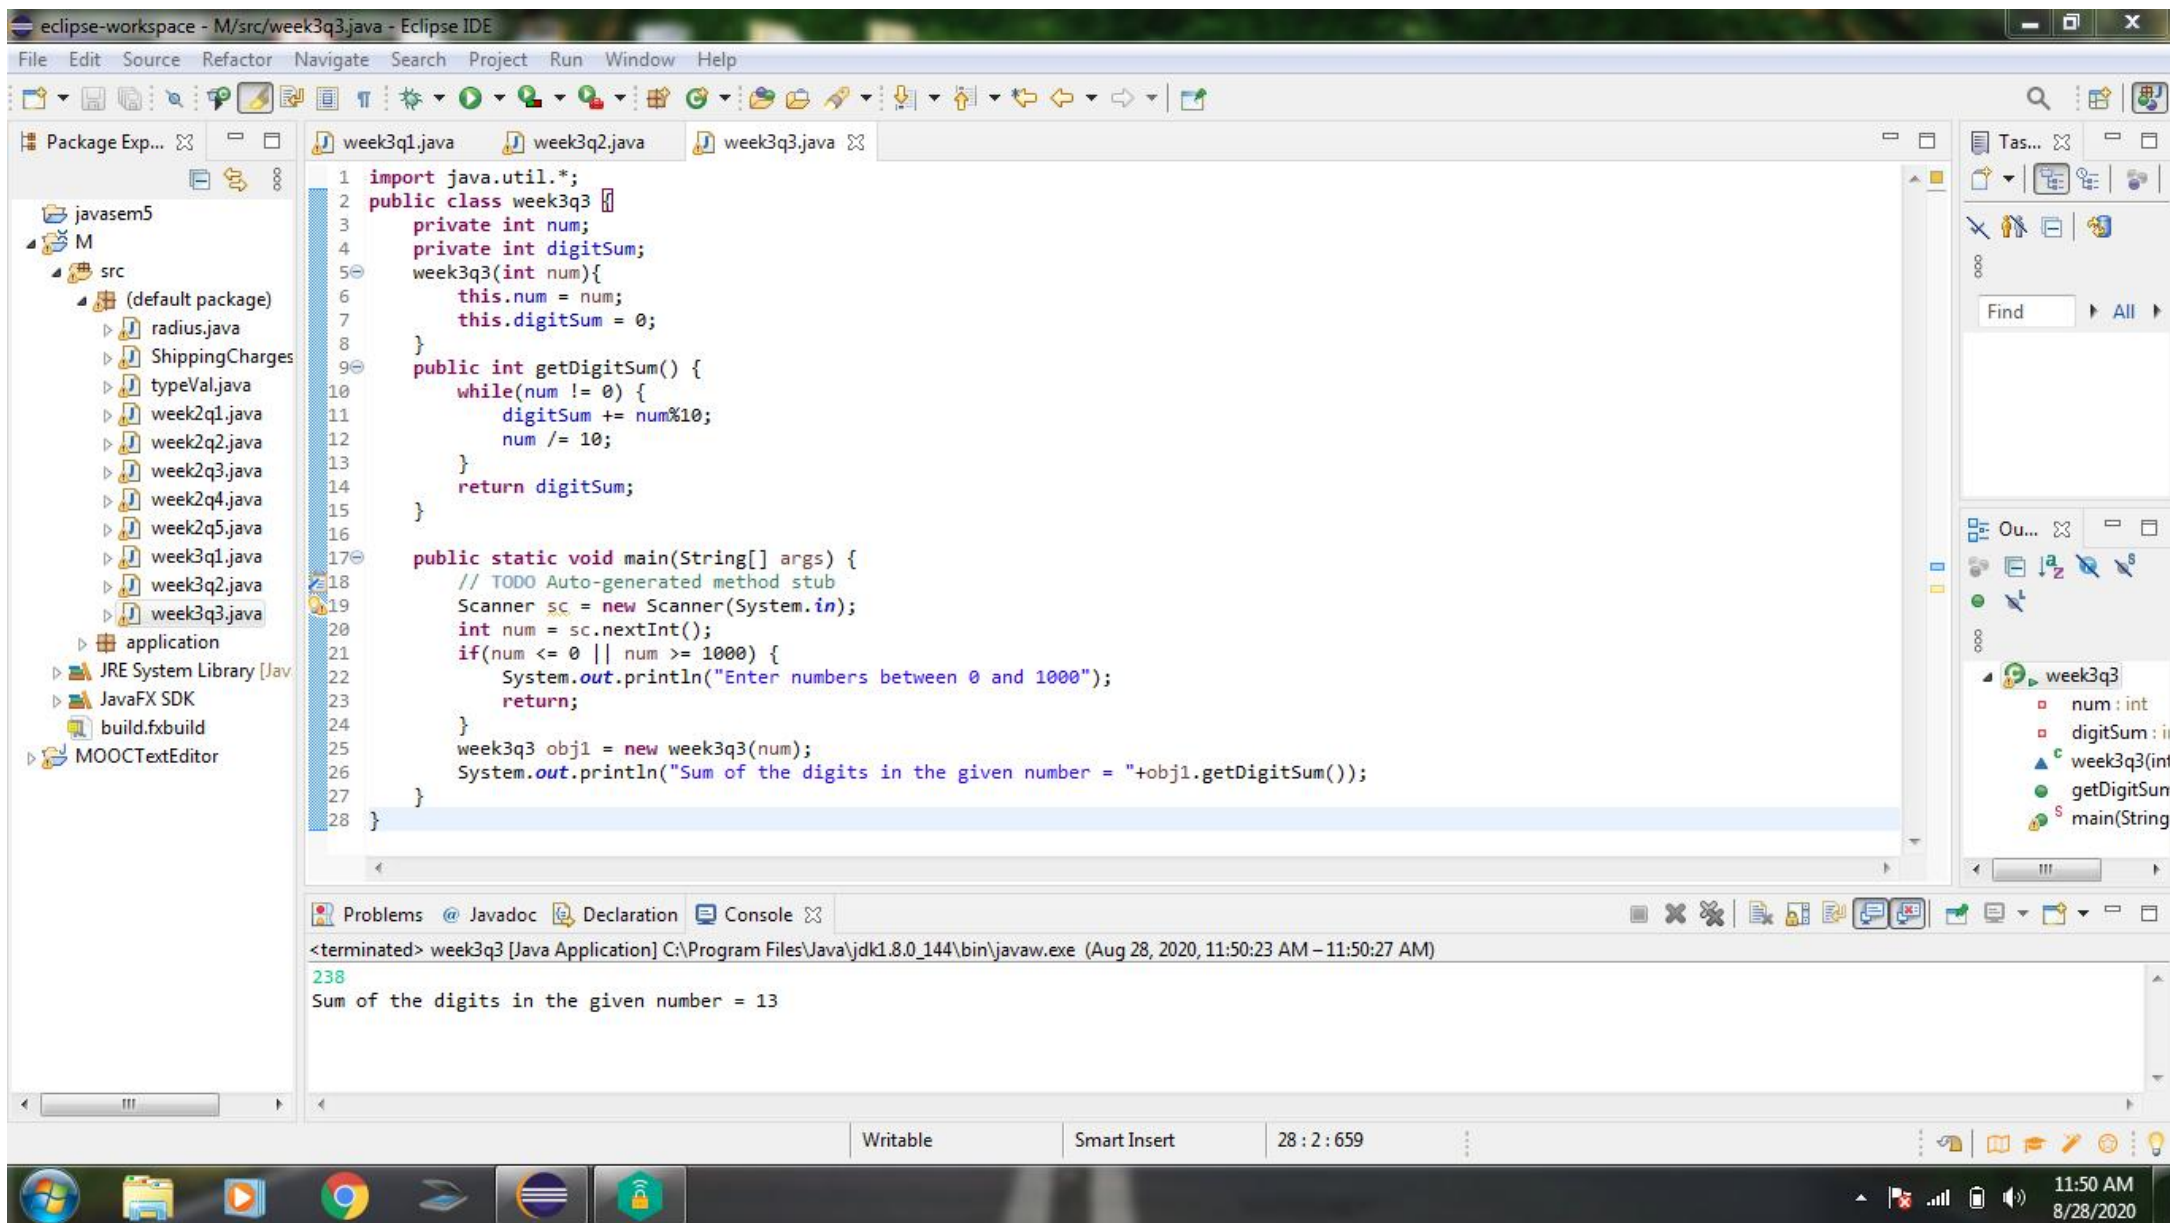 eclipse-workspace - M/src/week3q3.java - Eclipse IDE
File Edit Source Refactor Navigate Search Project Run Window Help
Package Exp...
week3q1.java week3q2.java week3q3.java
Tas...
javasem5
M
src
(default package)
radius.java
ShippingCharges
typeVal.java
week2q1.java
week2q2.java
week2q3.java
week2q4.java
week2q5.java
week3q1.java
week3q2.java
week3q3.java
application
JRE System Library [Jav
JavaFX SDK
build.fxbuild
MOOCTextEditor
1 import java.util.*;
2 public class week3q3 {
3 private int num;
4 private int digitSum;
5 week3q3(int num){
6 this.num = num;
7 this.digitSum = 0;
8 }
9 public int getDigitSum() {
10 while(num != 0) {
11 digitSum += num%10;
12 num /= 10;
13 }
14 return digitSum;
15 }
16
17 public static void main(String[] args) {
18 // TODO Auto-generated method stub
19 Scanner sc = new Scanner(System.in);
20 int num = sc.nextInt();
21 if(num <= 0 || num >= 1000) {
22 System.out.println("Enter numbers between 0 and 1000");
23 return;
24 }
25 week3q3 obj1 = new week3q3(num);
26 System.out.println("Sum of the digits in the given number = "+obj1.getDigitSum());
27 }
28 }
Find All
Ou...
week3q3
num : int
digitSum : i
week3q3(int
getDigitSum
main(String
Problems @ Javadoc Declaration Console
<terminated> week3q3 [Java Application] C:\Program Files\Java\jdk1.8.0_144\bin\javaw.exe (Aug 28, 2020, 11:50:23 AM – 11:50:27 AM)
238
Sum of the digits in the given number = 13
Writable Smart Insert 28 : 2 : 659
11:50 AM
8/28/2020